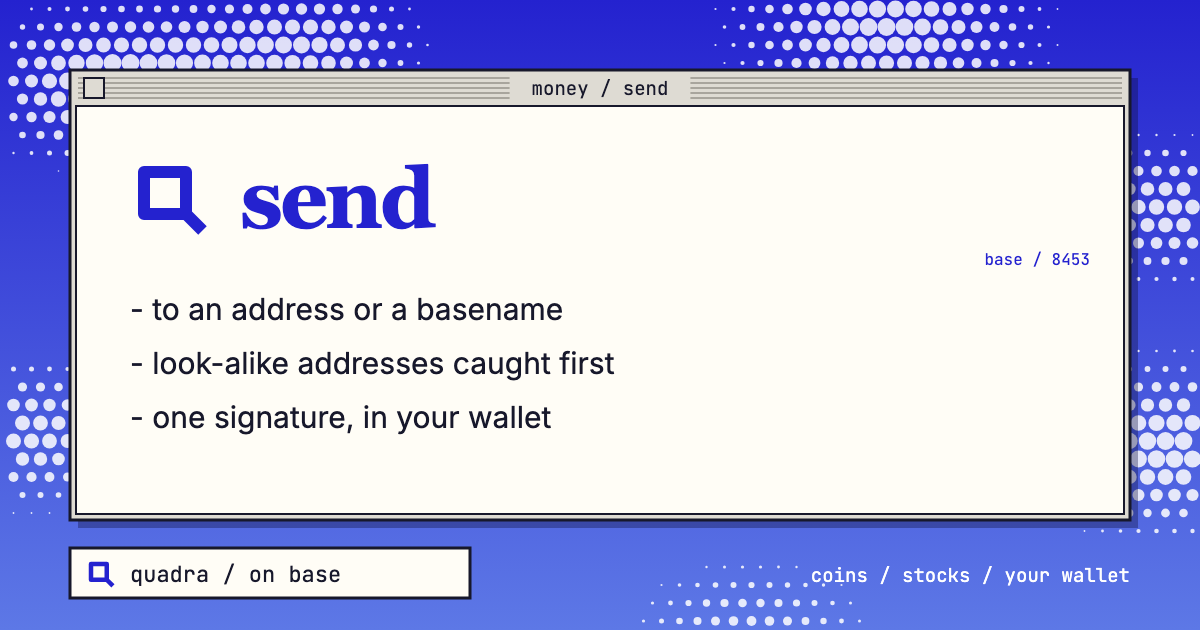 money / send
send
base / 8453
- to an address or a basename
- look-alike addresses caught first
- one signature, in your wallet
quadra / on base
coins / stocks / your wallet